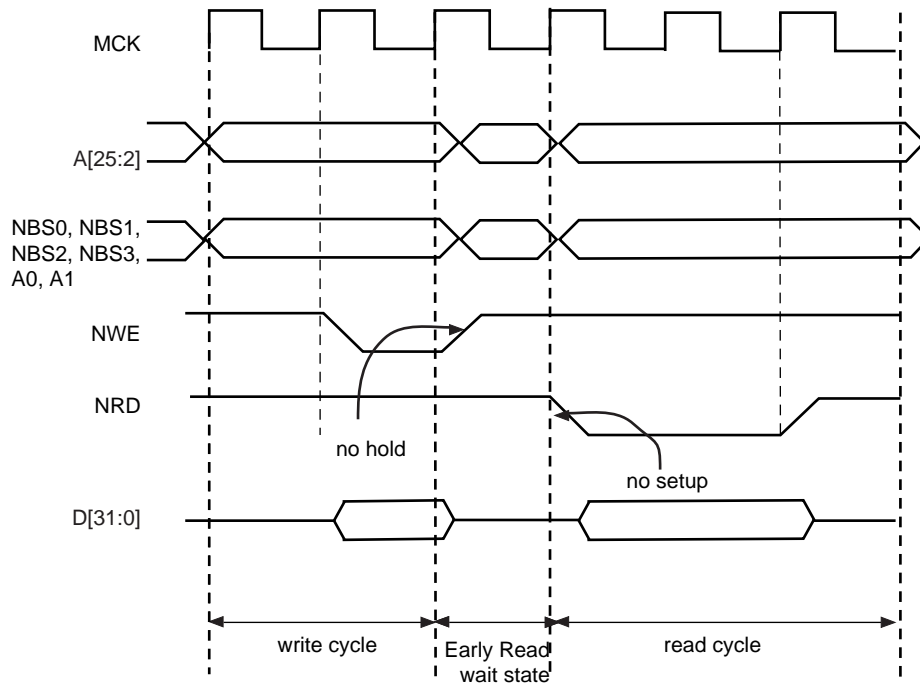 MCK
A[25:2]
NBS0, NBS1,
NBS2, NBS3,
A0, A1
NWE
NRD
no hold
no setup
D[31:0]
write cycle
Early Read
wait state
read cycle